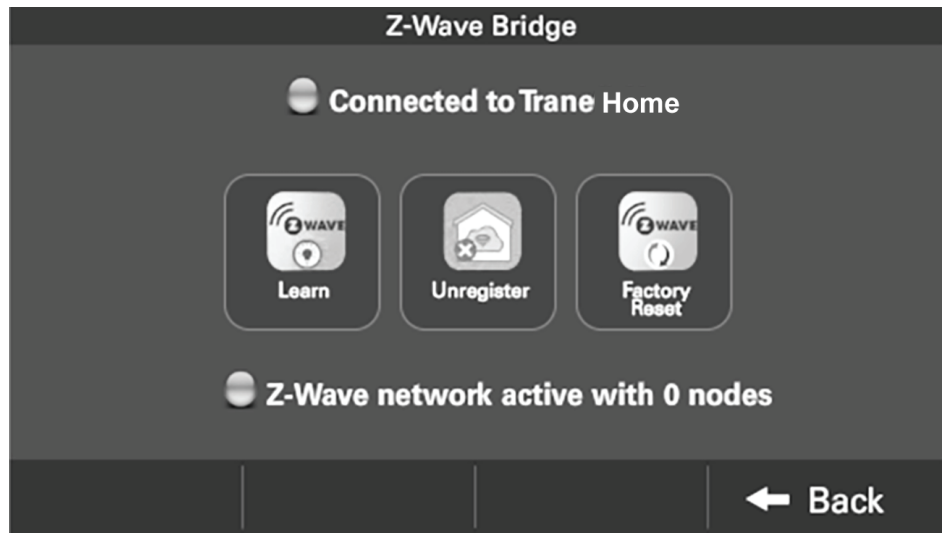 Z-Wave Bridge
Connected to Trane Home
Z WAVE
Learn
Unregister
Z WAVE
Factory
Reset
Z-Wave network active with 0 nodes
Back